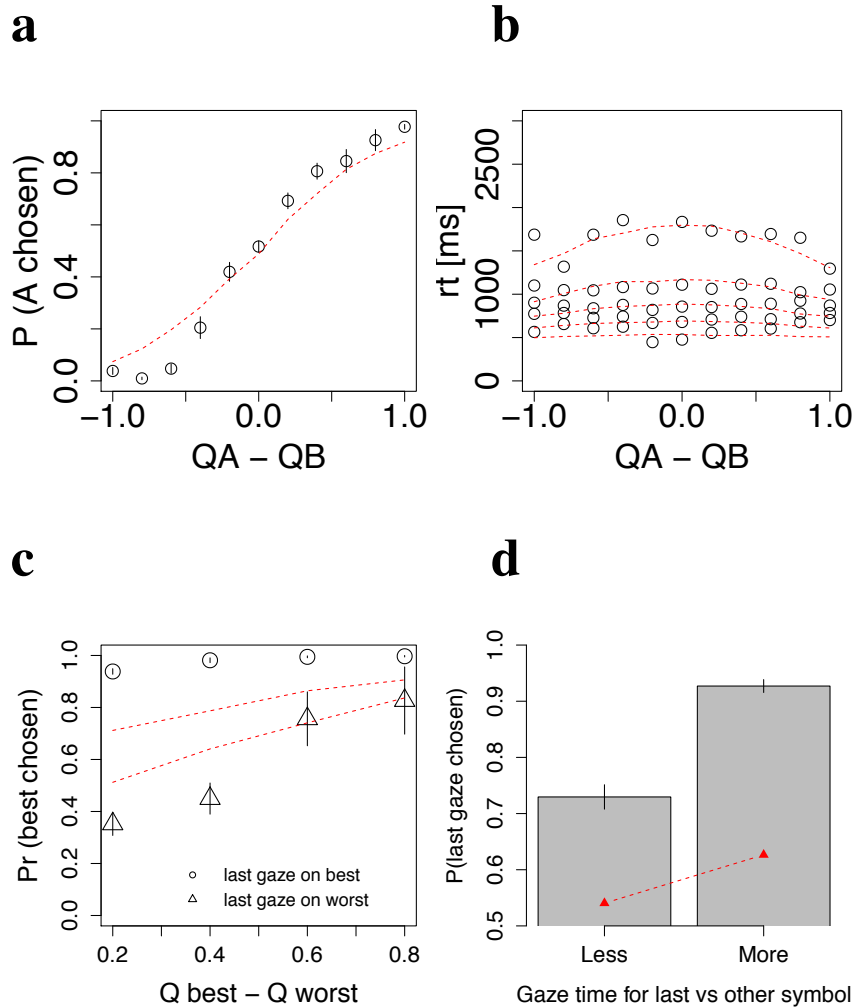 a
P (A chosen)
0.0 0.4 0.8
−1.0 0.0 1.0
QA − QB
b
rt [ms]
0 1000 2500
−1.0 0.0 1.0
QA − QB
c
Pr (best chosen)
0.0 0.2 0.4 0.6 0.8 1.0
last gaze on best
last gaze on worst
0.2 0.4 0.6 0.8
Q best − Q worst
d
P(last gaze chosen)
0.5 0.6 0.7 0.8 0.9 1.0
Less More
Gaze time for last vs other symbol